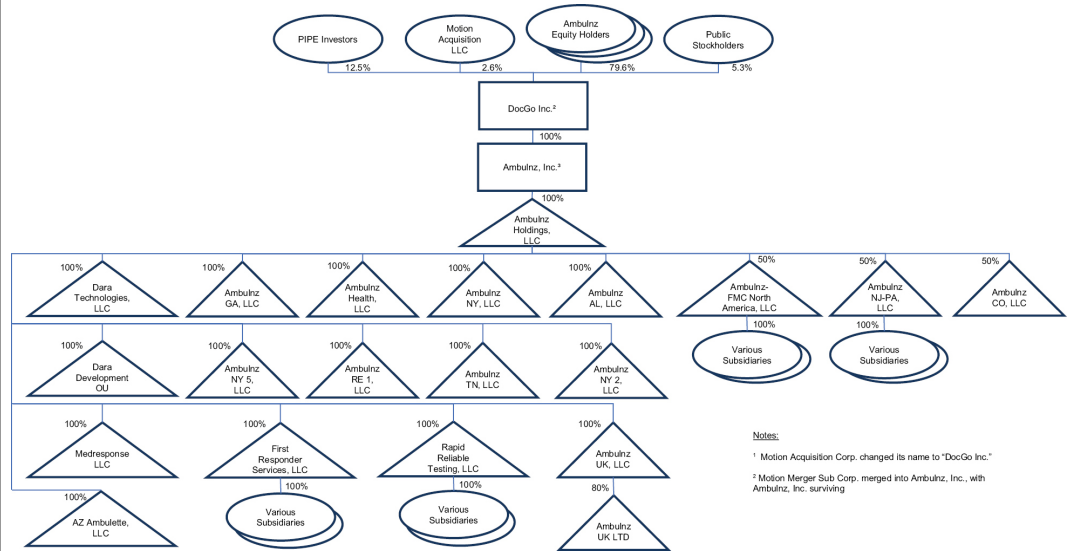 PIPE Investors
Motion
Acquisition
LLC
Ambulnz
Equity Holders
Public
Stockholders
12.5%
2.6%
79.6%
5.3%
DocGo Inc.²
100%
Ambulnz, Inc.³
100%
Ambulnz
Holdings,
LLC
100%
Dara
Technologies,
LLC
100%
Ambulnz
GA, LLC
100%
Ambulnz
Health,
LLC
100%
Ambulnz
NY, LLC
100%
Ambulnz
AL, LLC
50%
Ambulnz-
FMC North
America, LLC
50%
Ambulnz
NJ-PA,
LLC
50%
Ambulnz
CO, LLC
100%
Various
Subsidiaries
100%
Various
Subsidiaries
100%
Dara
Development
OU
100%
Ambulnz
NY 5,
LLC
100%
Ambulnz
RE 1,
LLC
100%
Ambulnz
TN, LLC
100%
Ambulnz
NY 2,
LLC
100%
Medresponse
LLC
100%
First
Responder
Services, LLC
100%
Rapid
Reliable
Testing, LLC
100%
Ambulnz
UK, LLC
100%
Various
Subsidiaries
100%
Various
Subsidiaries
80%
Ambulnz
UK LTD
100%
AZ Ambulette,
LLC
Notes:
¹ Motion Acquisition Corp. changed its name to “DocGo Inc.”
² Motion Merger Sub Corp. merged into Ambulnz, Inc., with
Ambulnz, Inc. surviving